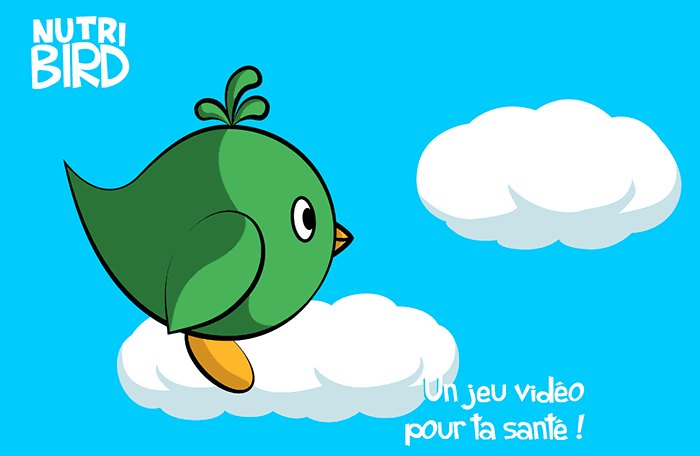 NUTRI
BIRD
Un jeu vidéo
pour ta santé !